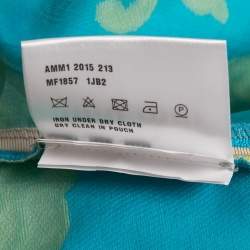 AMM1 2015 213
MF1857 1JB2
IRON UNDER DRY CLOTH
DRY CLEAN IN POUCH